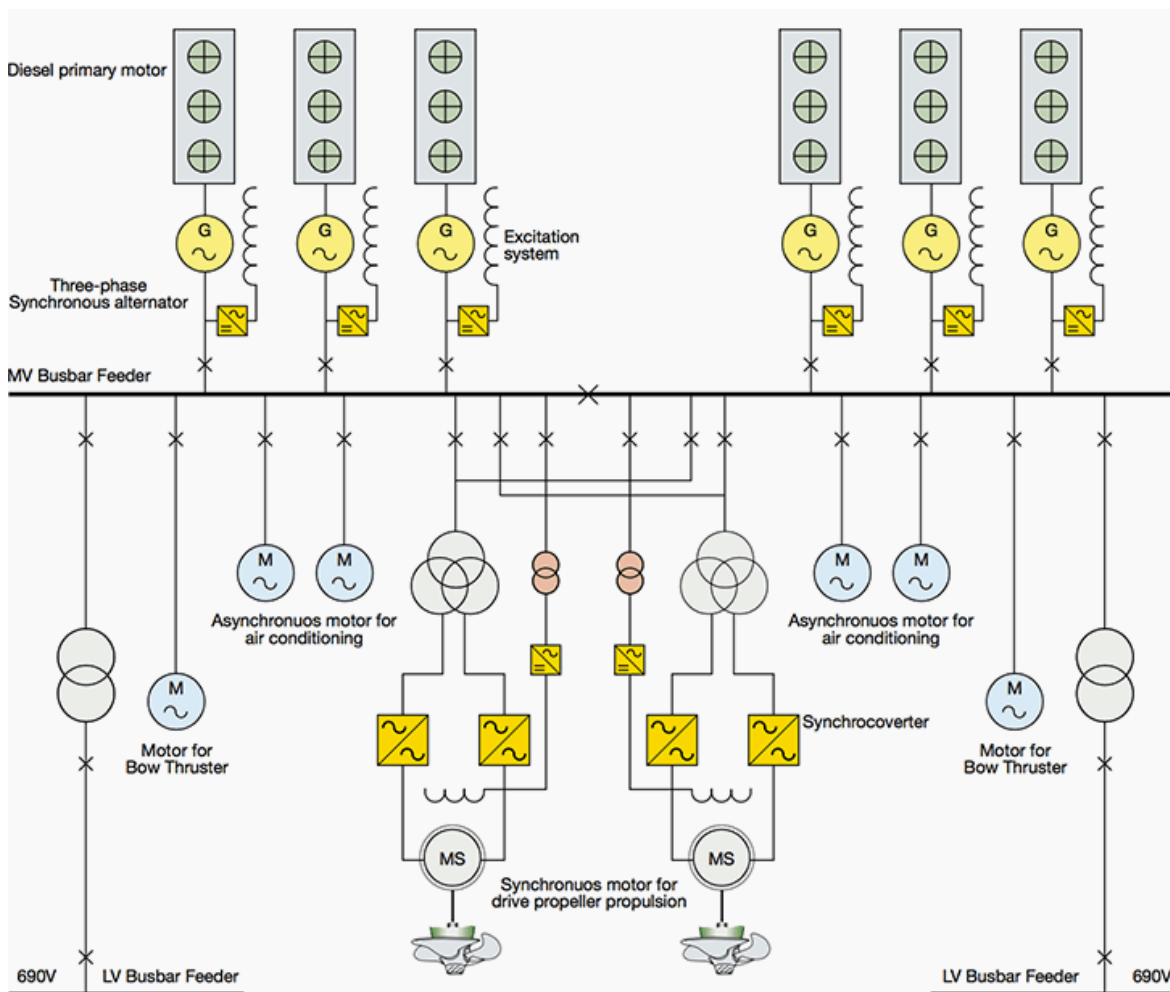 Diesel primary motor
G
G
G
G
G
G
Excitation
system
Three-phase
Synchronous alternator
MV Busbar Feeder
M
M
M
M
Asynchronuos motor for
air conditioning
Asynchronuos motor for
air conditioning
M
M
Motor for
Bow Thruster
Synchrocoverter
Motor for
Bow Thruster
MS
MS
Synchronuos motor for
drive propeller propulsion
690V
LV Busbar Feeder
LV Busbar Feeder
690V